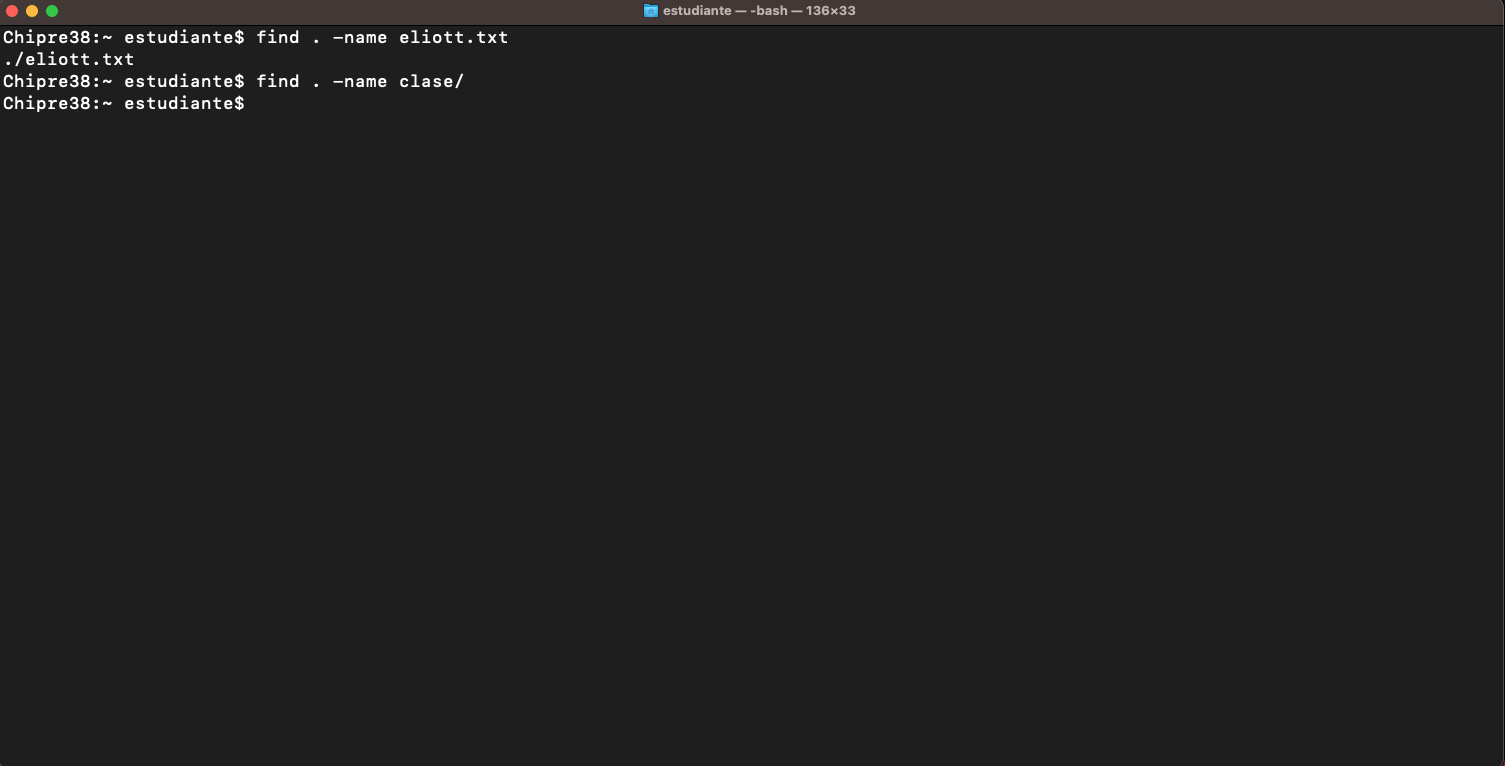 estudiante — -bash — 136×33
Chipre38:~ estudiante$ find . -name eliott.txt
./eliott.txt
Chipre38:~ estudiante$ find . -name clase/
Chipre38:~ estudiante$